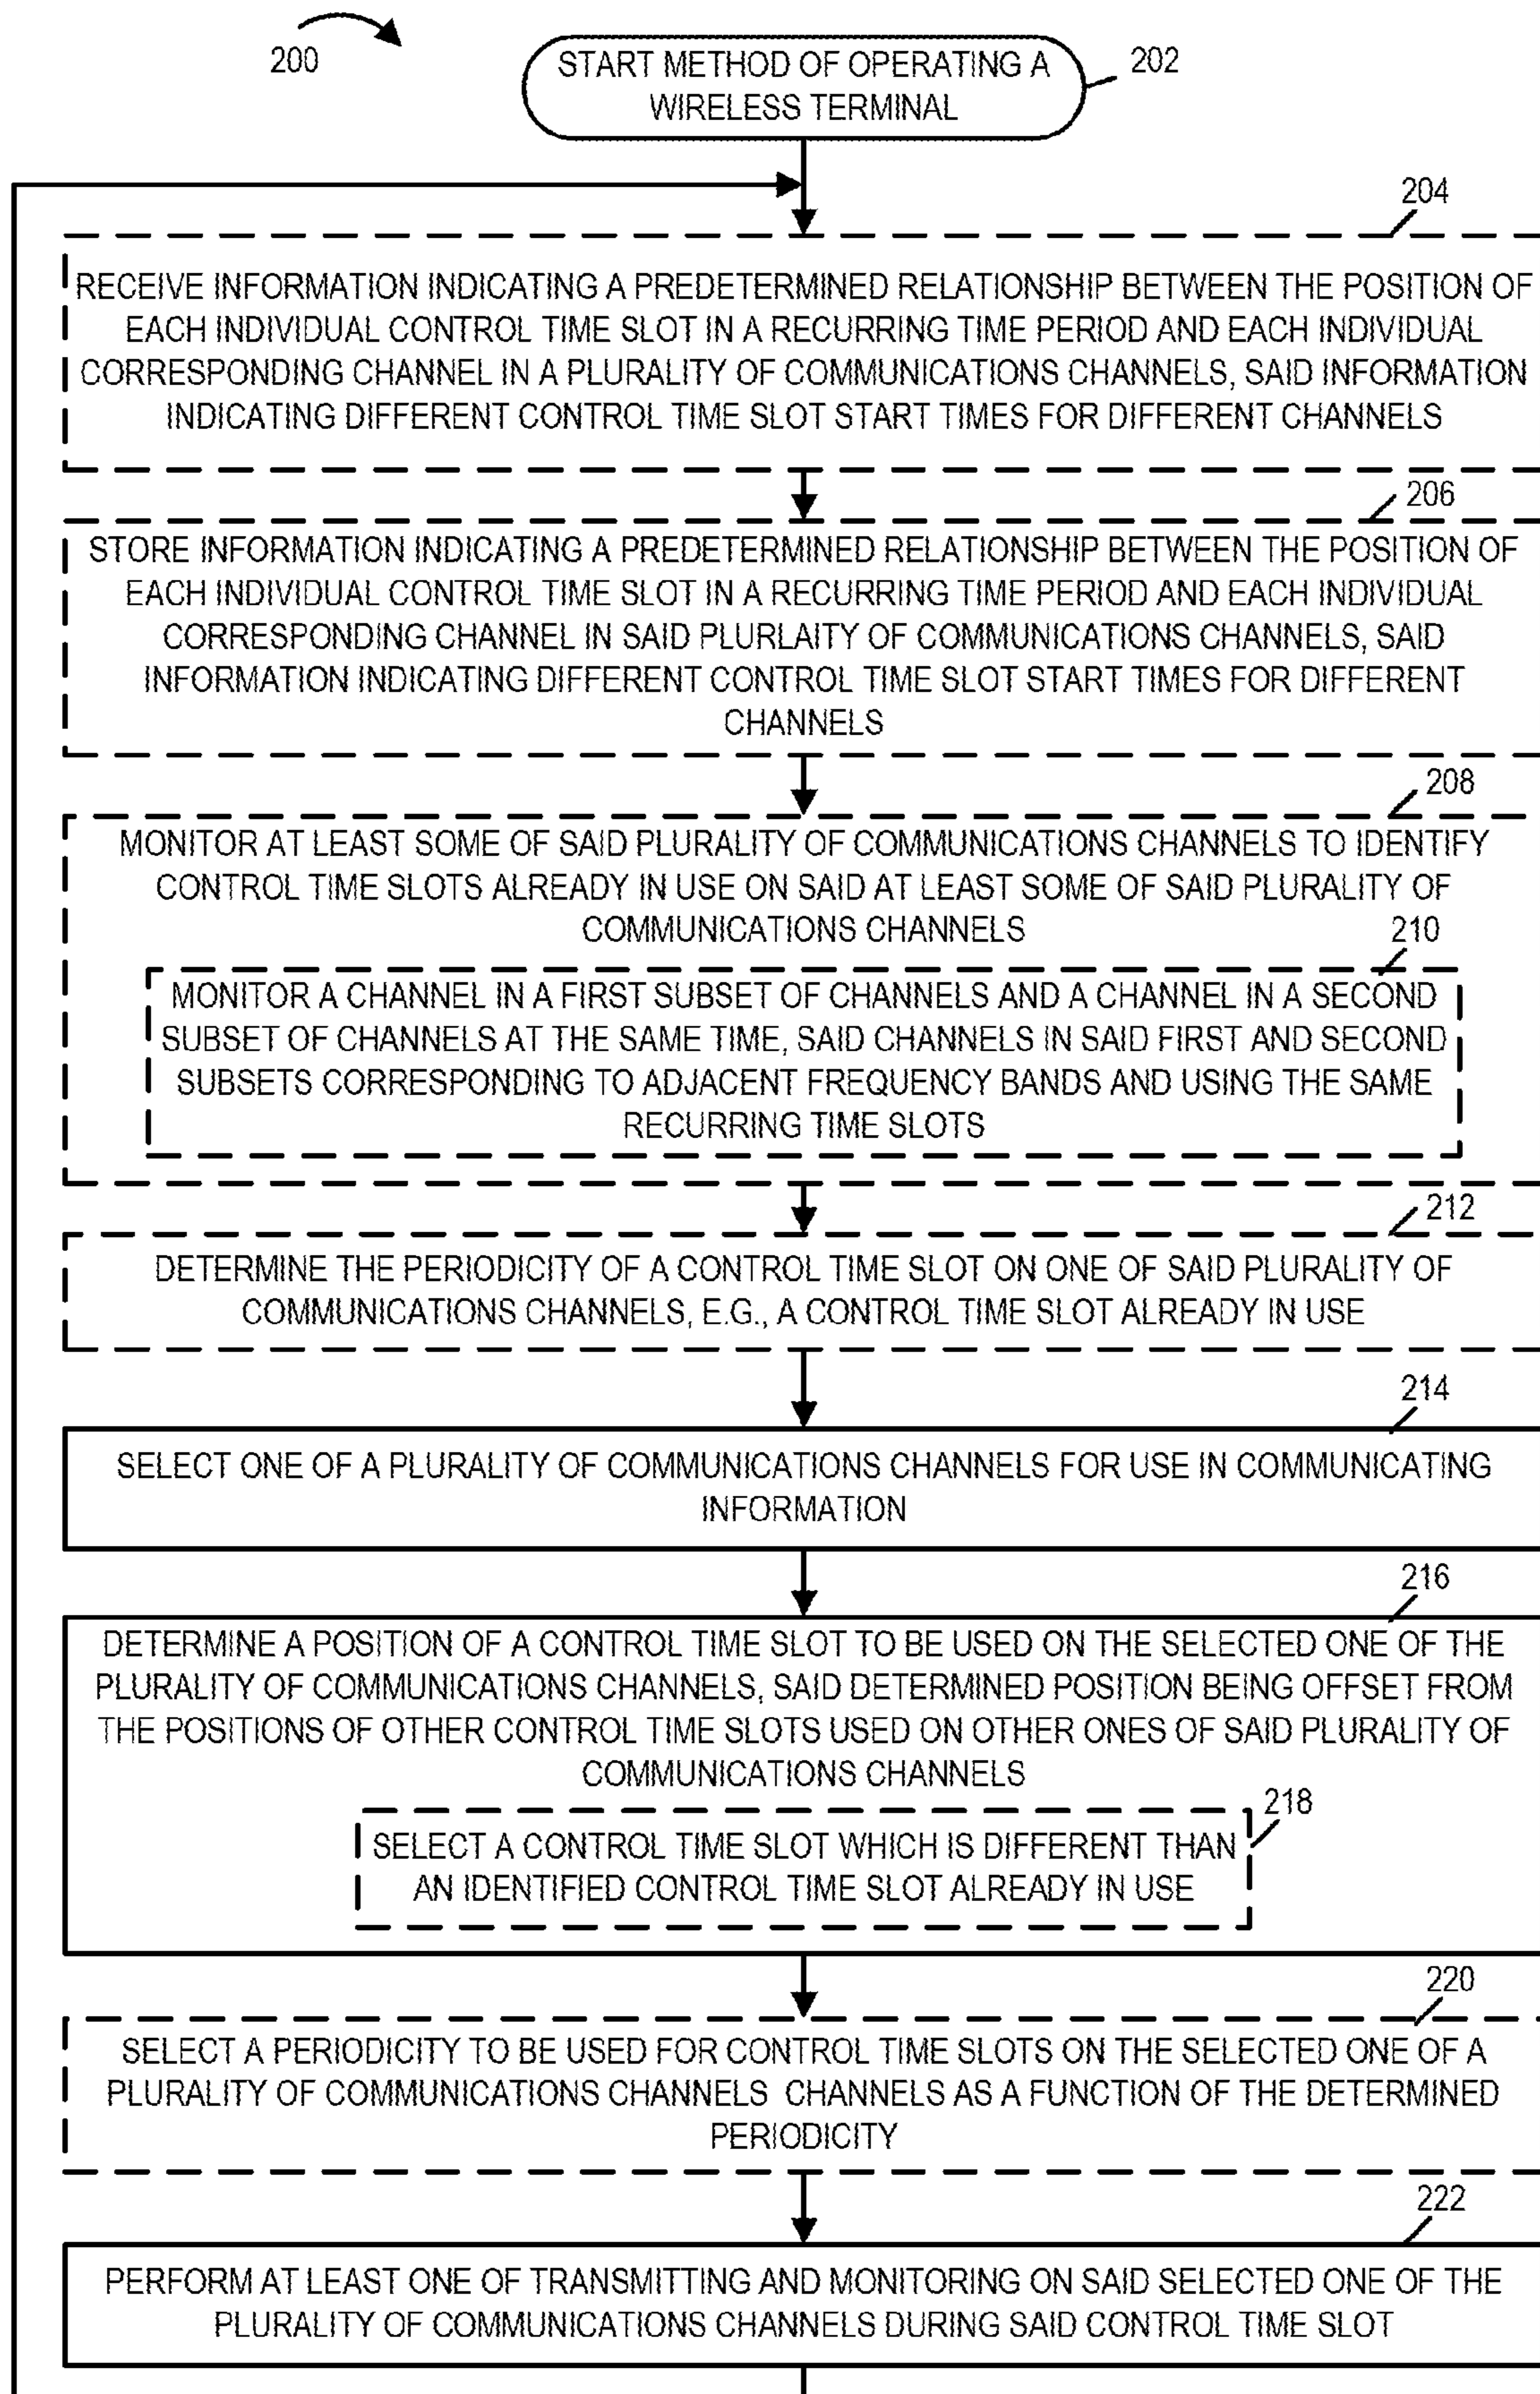 200
START METHOD OF OPERATING A
WIRELESS TERMINAL
202
204
RECEIVE INFORMATION INDICATING A PREDETERMINED RELATIONSHIP BETWEEN THE POSITION OF
EACH INDIVIDUAL CONTROL TIME SLOT IN A RECURRING TIME PERIOD AND EACH INDIVIDUAL
CORRESPONDING CHANNEL IN A PLURALITY OF COMMUNICATIONS CHANNELS, SAID INFORMATION
INDICATING DIFFERENT CONTROL TIME SLOT START TIMES FOR DIFFERENT CHANNELS
206
STORE INFORMATION INDICATING A PREDETERMINED RELATIONSHIP BETWEEN THE POSITION OF
EACH INDIVIDUAL CONTROL TIME SLOT IN A RECURRING TIME PERIOD AND EACH INDIVIDUAL
CORRESPONDING CHANNEL IN SAID PLURLAITY OF COMMUNICATIONS CHANNELS, SAID
INFORMATION INDICATING DIFFERENT CONTROL TIME SLOT START TIMES FOR DIFFERENT
CHANNELS
208
MONITOR AT LEAST SOME OF SAID PLURALITY OF COMMUNICATIONS CHANNELS TO IDENTIFY
CONTROL TIME SLOTS ALREADY IN USE ON SAID AT LEAST SOME OF SAID PLURALITY OF
COMMUNICATIONS CHANNELS
210
MONITOR A CHANNEL IN A FIRST SUBSET OF CHANNELS AND A CHANNEL IN A SECOND
SUBSET OF CHANNELS AT THE SAME TIME, SAID CHANNELS IN SAID FIRST AND SECOND
SUBSETS CORRESPONDING TO ADJACENT FREQUENCY BANDS AND USING THE SAME
RECURRING TIME SLOTS
212
DETERMINE THE PERIODICITY OF A CONTROL TIME SLOT ON ONE OF SAID PLURALITY OF
COMMUNICATIONS CHANNELS, E.G., A CONTROL TIME SLOT ALREADY IN USE
214
SELECT ONE OF A PLURALITY OF COMMUNICATIONS CHANNELS FOR USE IN COMMUNICATING
INFORMATION
216
DETERMINE A POSITION OF A CONTROL TIME SLOT TO BE USED ON THE SELECTED ONE OF THE
PLURALITY OF COMMUNICATIONS CHANNELS, SAID DETERMINED POSITION BEING OFFSET FROM
THE POSITIONS OF OTHER CONTROL TIME SLOTS USED ON OTHER ONES OF SAID PLURALITY OF
COMMUNICATIONS CHANNELS
218
SELECT A CONTROL TIME SLOT WHICH IS DIFFERENT THAN
AN IDENTIFIED CONTROL TIME SLOT ALREADY IN USE
220
SELECT A PERIODICITY TO BE USED FOR CONTROL TIME SLOTS ON THE SELECTED ONE OF A
PLURALITY OF COMMUNICATIONS CHANNELS CHANNELS AS A FUNCTION OF THE DETERMINED
PERIODICITY
222
PERFORM AT LEAST ONE OF TRANSMITTING AND MONITORING ON SAID SELECTED ONE OF THE
PLURALITY OF COMMUNICATIONS CHANNELS DURING SAID CONTROL TIME SLOT